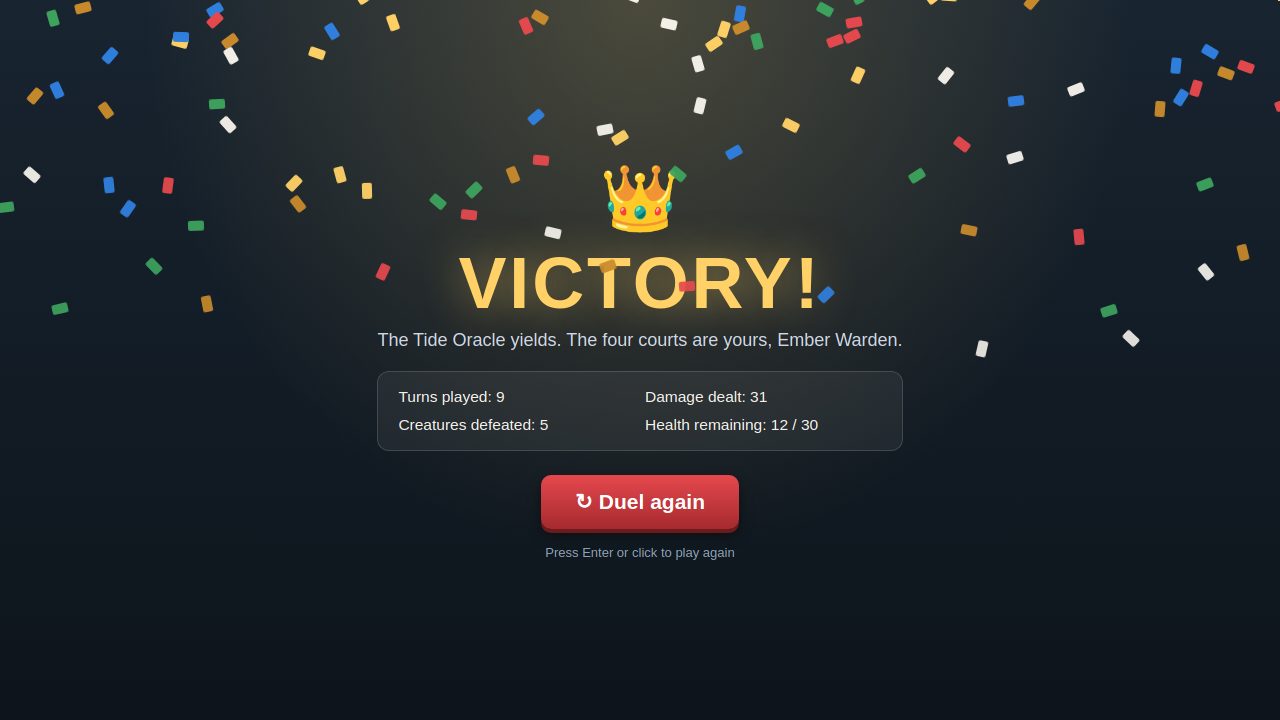 VICTORY!
The Tide Oracle yields. The four courts are yours, Ember Warden.
Turns played: 9
Damage dealt: 31
Creatures defeated: 5
Health remaining: 12 / 30
↻ Duel again
Press Enter or click to play again